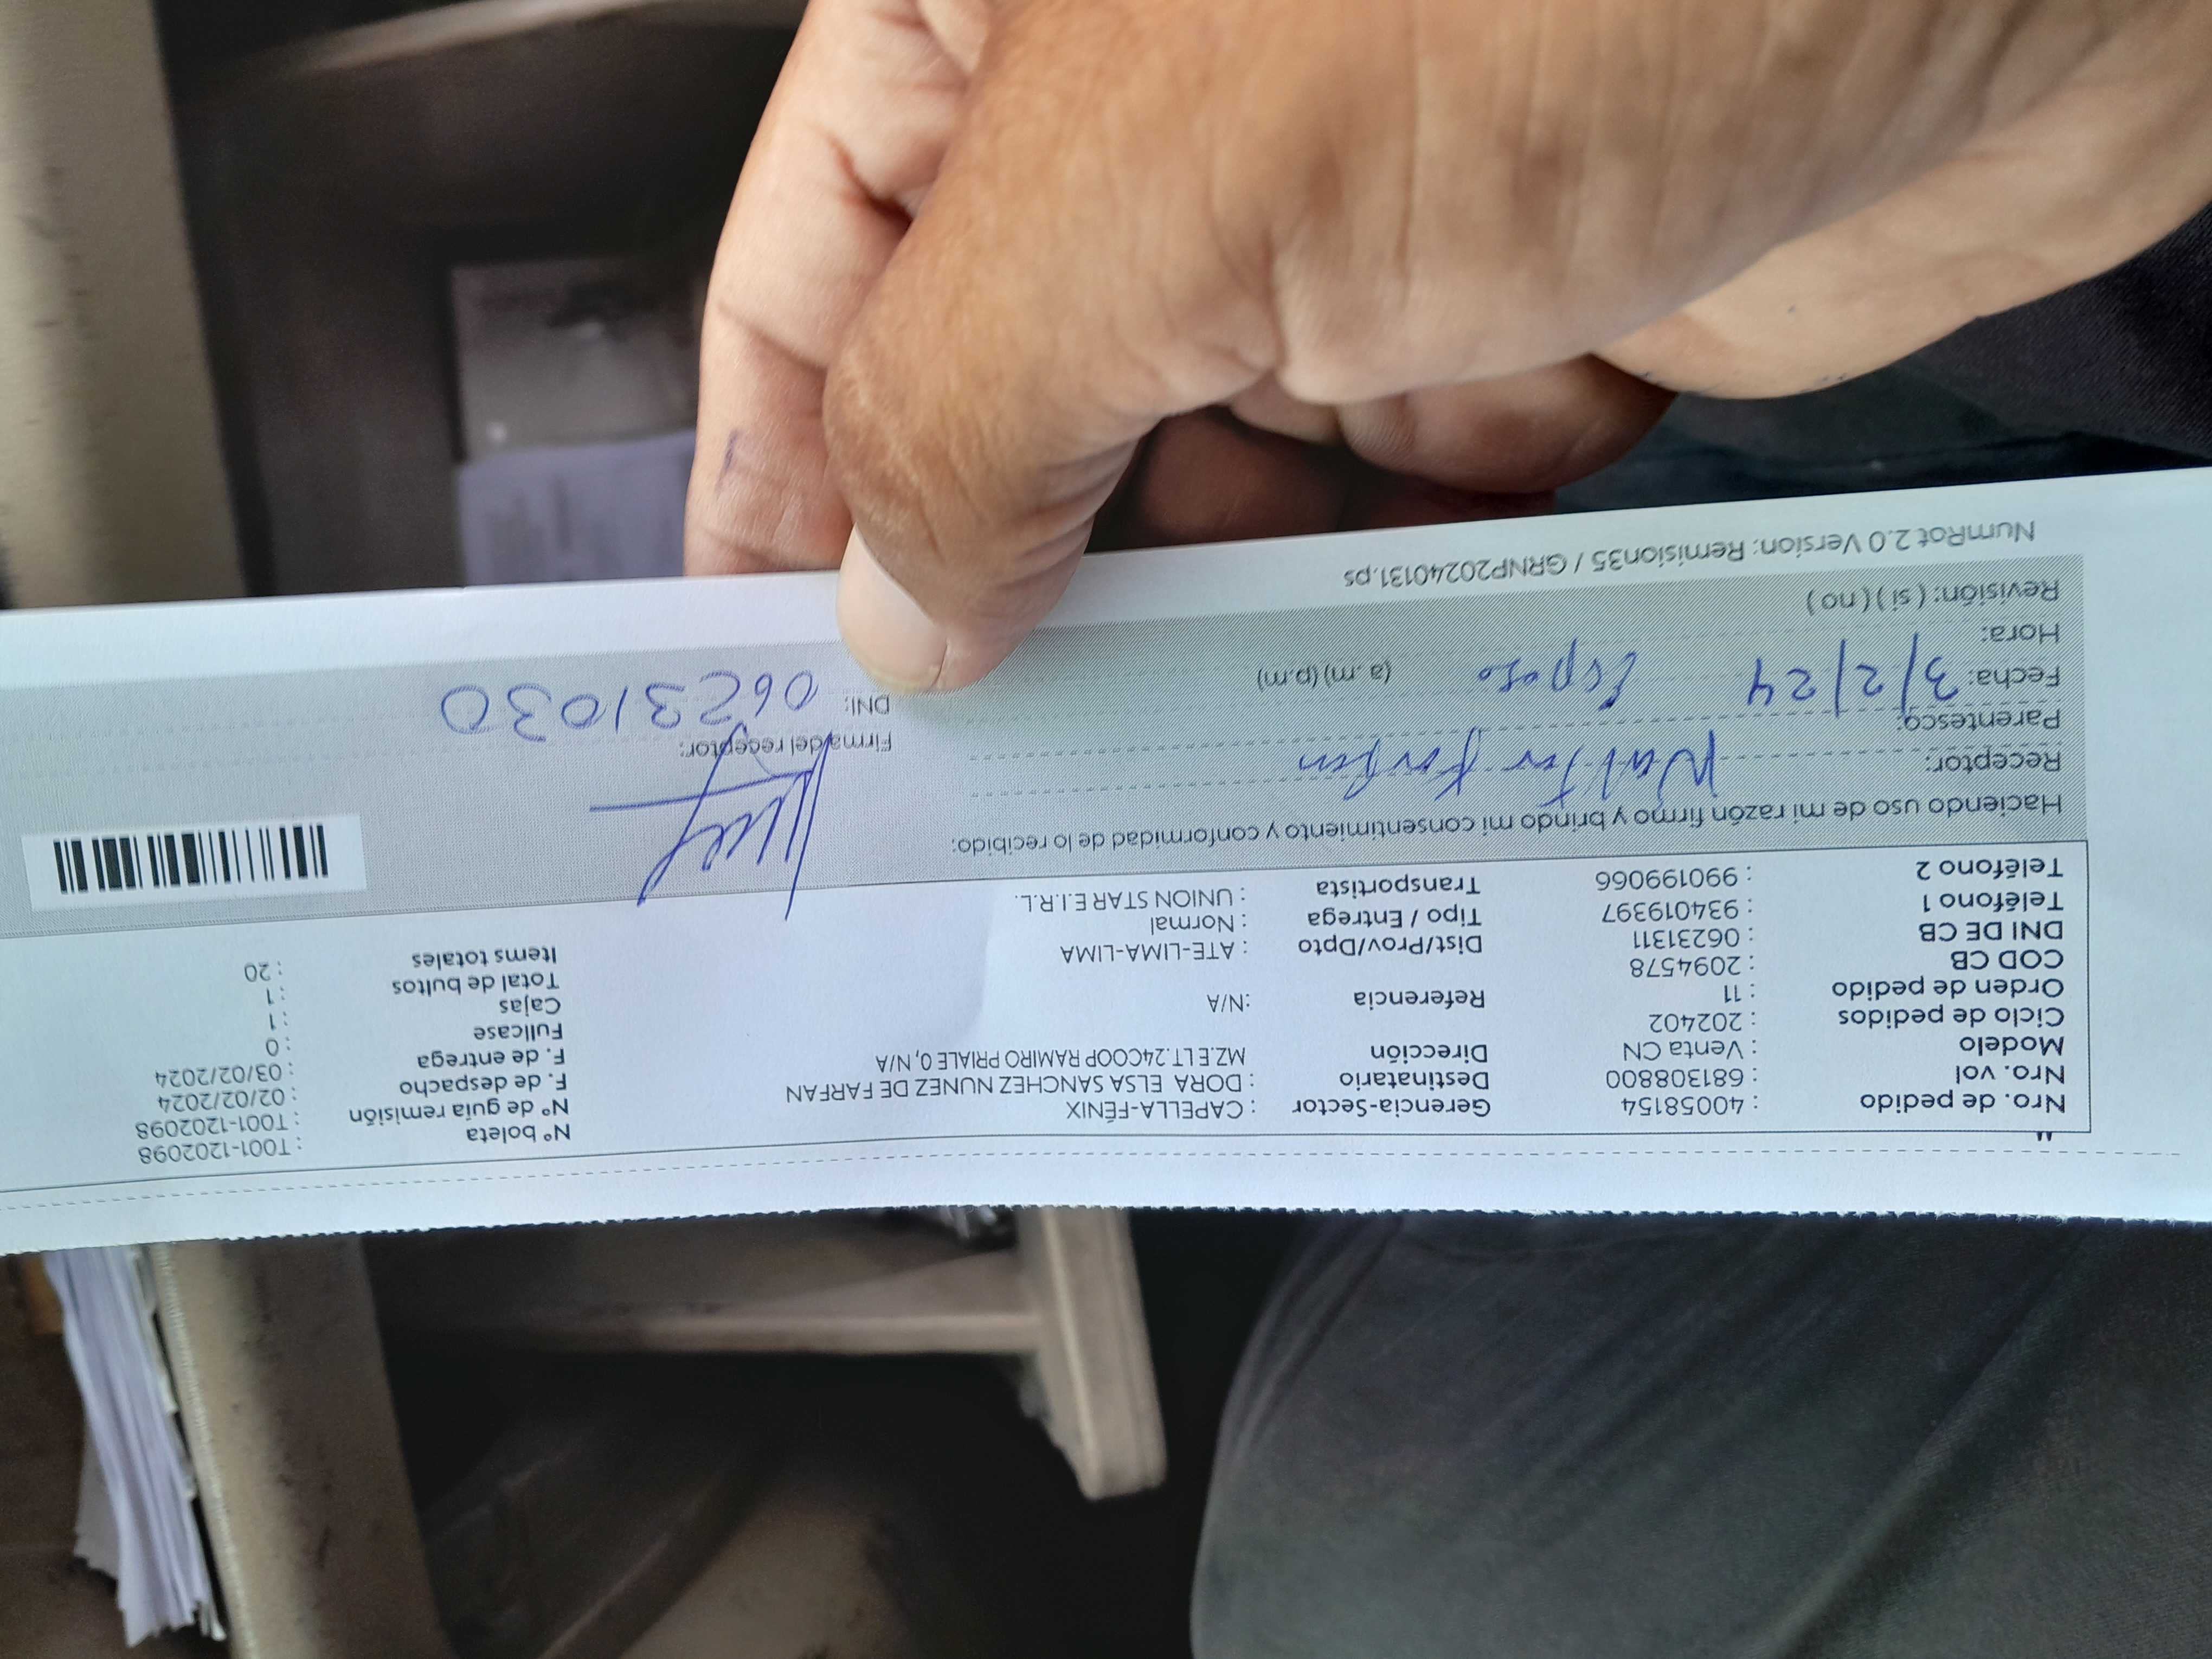 Nro. de pedido : 40058154 Gerencia-Sector : CAPELLA-FÉNIX Nº boleta : T001-1202098
Nro. vol : 681308800 Destinatario : DORA ELSA SANCHEZ NUNEZ DE FARFAN Nº de guía remisión : T001-1202098
Modelo : Venta CN Dirección MZ.E LT.24COOP RAMIRO PRIALE 0, N/A F. de despacho : 02/02/2024
Ciclo de pedidos : 202402 F. de entrega : 03/02/2024
Orden de pedido : 11 Referencia :N/A Fullcase : 0
COD CB : 2094578 Cajas : 1
DNI DE CB : 06231311 Dist/Prov/Dpto : ATE-LIMA-LIMA Total de bultos : 1
Teléfono 1 : 934019397 Tipo / Entrega : Normal Items totales : 20
Teléfono 2 : 990199066 Transportista : UNION STAR E.I.R.L.
Haciendo uso de mi razón firmo y brindo mi consentimiento y conformidad de lo recibido:
Receptor: Walter Farfan
Parentesco: Esposo Firma del receptor:
Fecha: 3/2/24 DNI: 06231030
Hora: (a.m) (p.m)
Revisión: ( si ) ( no )
NumRot 2.0 Version: Remision35 / GRNP20240131.ps